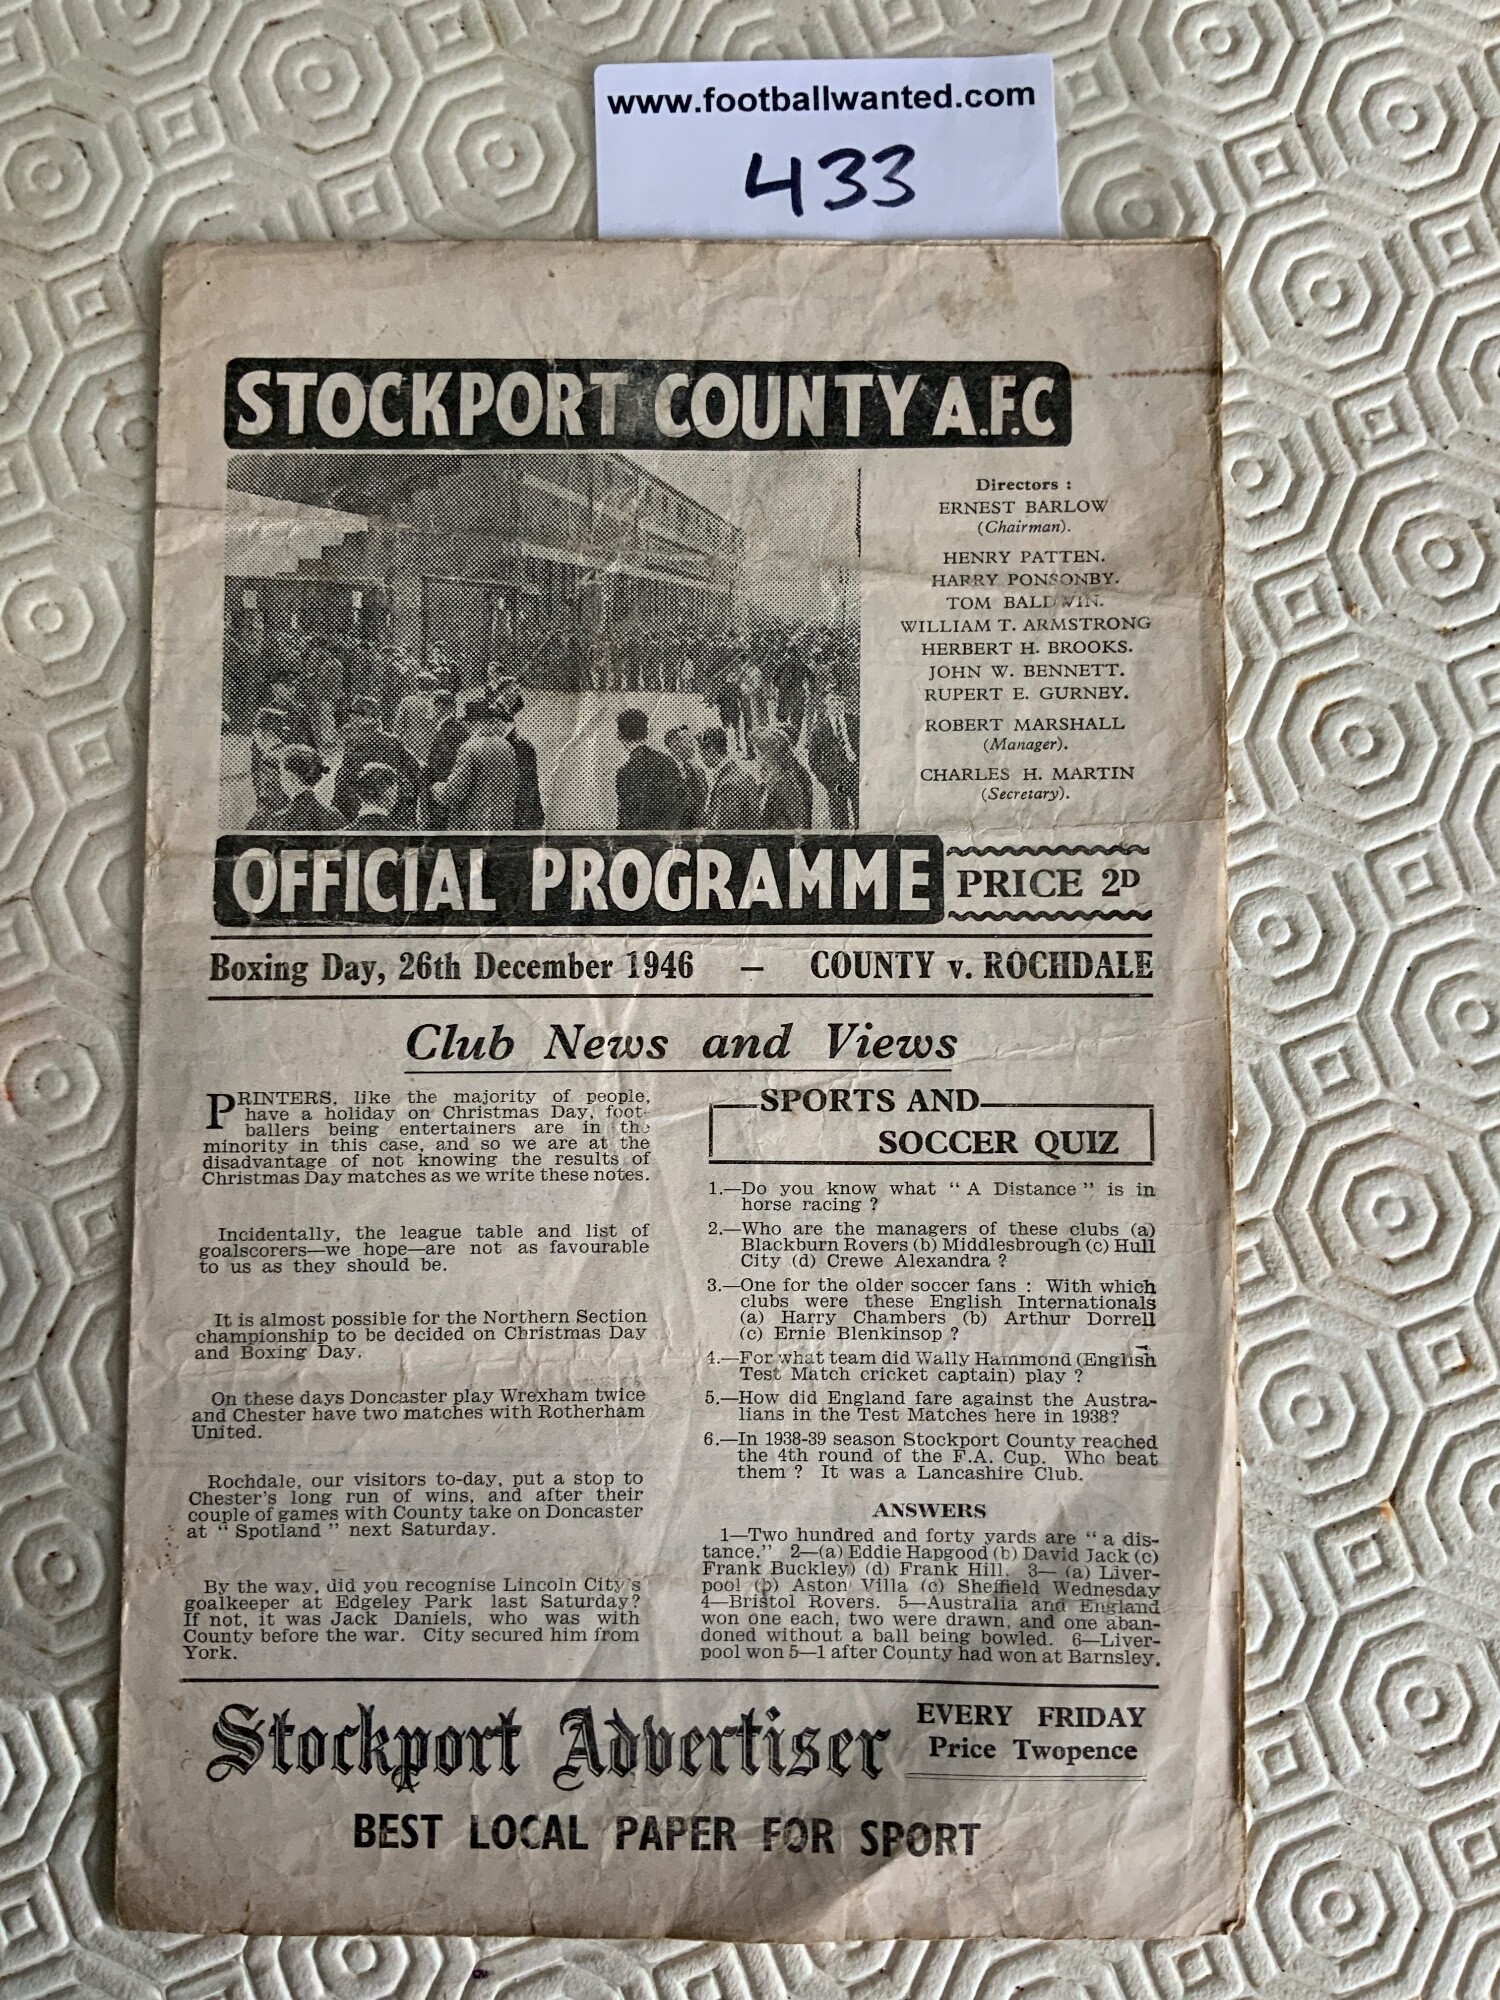 www.footballwanted.com
433
STOCKPORT COUNTY A.F.C
Directors :
ERNEST BARLOW
(Chairman).
HENRY PATTEN.
HARRY PONSONBY.
TOM BALDWIN.
WILLIAM T. ARMSTRONG
HERBERT H. BROOKS.
JOHN W. BENNETT.
RUPERT E. GURNEY.
ROBERT MARSHALL
(Manager).
CHARLES H. MARTIN
(Secretary).
OFFICIAL PROGRAMME
PRICE 2D
Boxing Day, 26th December 1946 – COUNTY v. ROCHDALE
Club News and Views
PRINTERS, like the majority of people,
have a holiday on Christmas Day, foot-
ballers being entertainers are in the
minority in this case, and so we are at the
disadvantage of not knowing the results of
Christmas Day matches as we write these notes.
Incidentally, the league table and list of
goalscorers—we hope—are not as favourable
to us as they should be.
It is almost possible for the Northern Section
championship to be decided on Christmas Day
and Boxing Day.
On these days Doncaster play Wrexham twice
and Chester have two matches with Rotherham
United.
Rochdale, our visitors to-day, put a stop to
Chester's long run of wins, and after their
couple of games with County take on Doncaster
at " Spotland " next Saturday.
By the way, did you recognise Lincoln City's
goalkeeper at Edgeley Park last Saturday?
If not, it was Jack Daniels, who was with
County before the war. City secured him from
York.
SPORTS AND
SOCCER QUIZ
1.—Do you know what " A Distance " is in
horse racing ?
2.—Who are the managers of these clubs (a)
Blackburn Rovers (b) Middlesbrough (c) Hull
City (d) Crewe Alexandra ?
3.—One for the older soccer fans : With which
clubs were these English Internationals
(a) Harry Chambers (b) Arthur Dorrell
(c) Ernie Blenkinsop ?
4.—For what team did Wally Hammond (English
Test Match cricket captain) play ?
5.—How did England fare against the Austra-
lians in the Test Matches here in 1938?
6.—In 1938-39 season Stockport County reached
the 4th round of the F.A. Cup. Who beat
them ? It was a Lancashire Club.
ANSWERS
1—Two hundred and forty yards are " a dis-
tance." 2—(a) Eddie Hapgood (b) David Jack (c)
Frank Buckley) (d) Frank Hill. 3— (a) Liver-
pool (b) Aston Villa (c) Sheffield Wednesday
4—Bristol Rovers. 5—Australia and England
won one each, two were drawn, and one aban-
doned without a ball being bowled. 6—Liver-
pool won 5—1 after County had won at Barnsley.
Stockport Advertiser
EVERY FRIDAY
Price Twopence
BEST LOCAL PAPER FOR SPORT